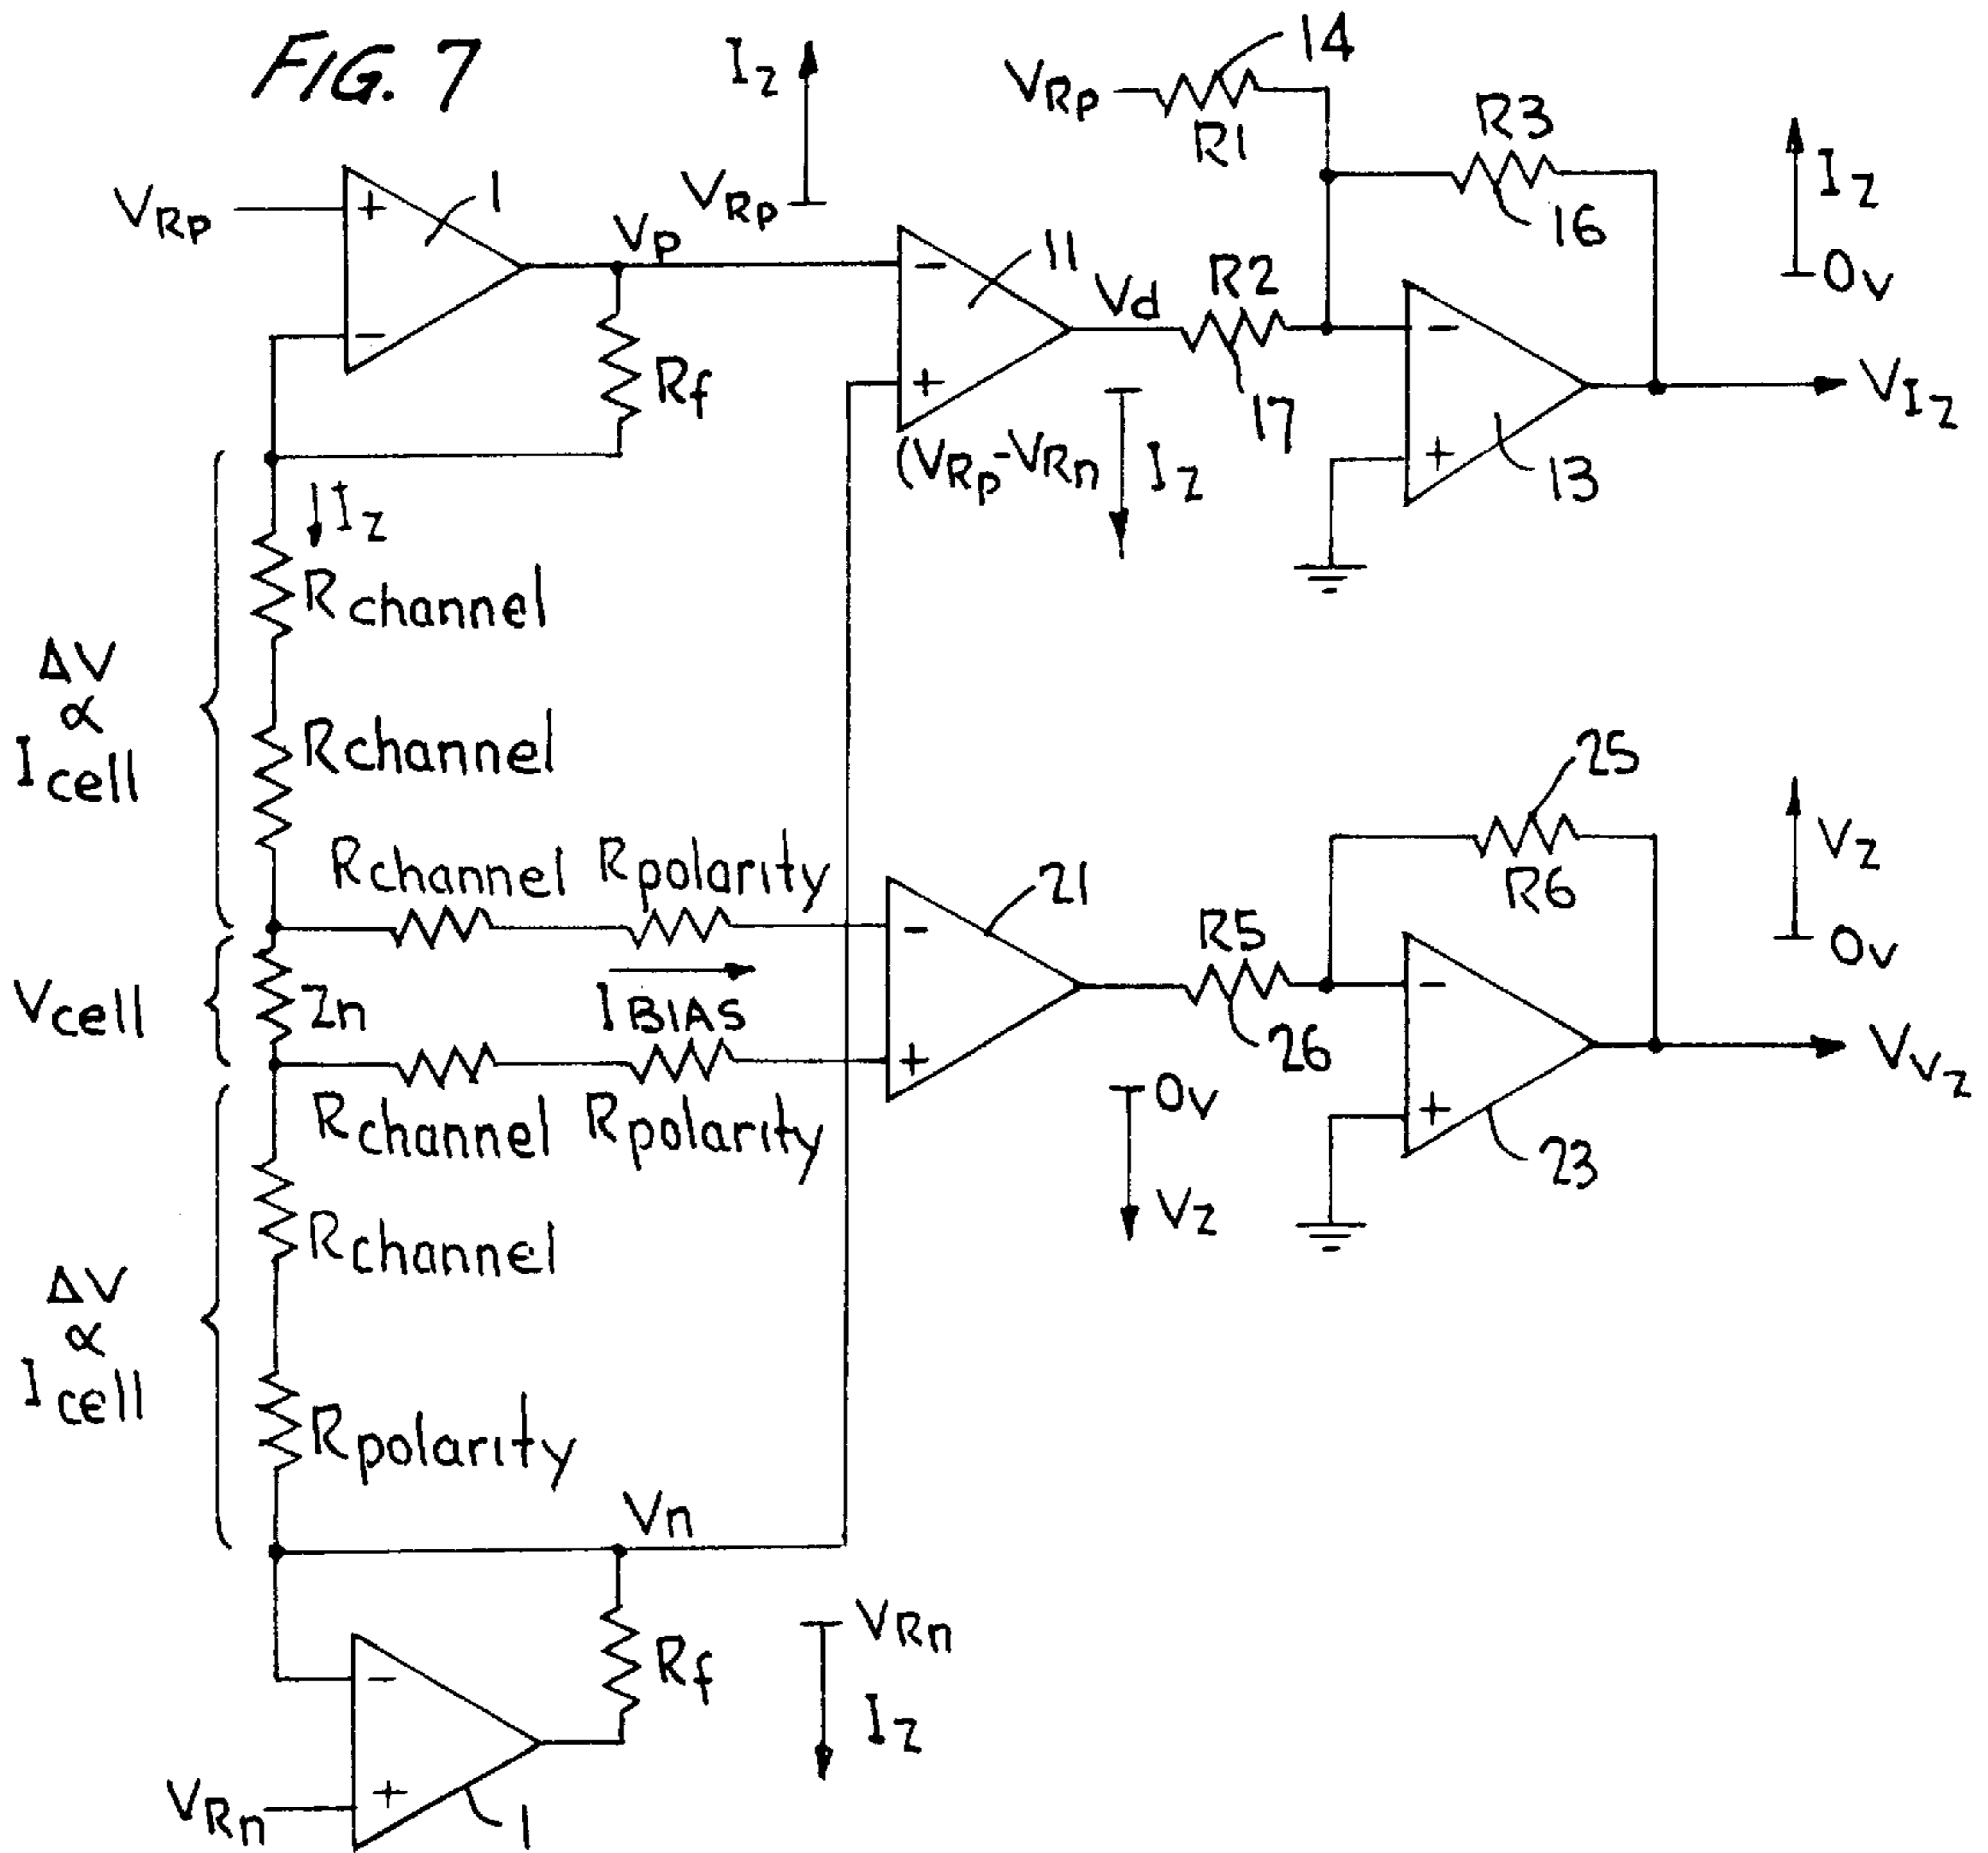 FIG. 7
Iz
14
VRp
R1
R3
VRp
1
VRp
Iz
16
0v
Vp
11
Vd
R2
Rf
17
VIz
(VRp-VRn
Iz
13
Iz
Rchannel
ΔV
∝
Icell
Rchannel
25
Vz
R6
0v
Rchannel Rpolarity
21
R5
Vcell
Zn
IBIAS
26
VVz
0v
Rchannel Rpolarity
23
Vz
Rchannel
ΔV
∝
Icell
Rpolarity
Vn
VRn
Rf
Iz
VRn
1
+
-
-
+
-
+
-
+
-
+
-
+
-
+